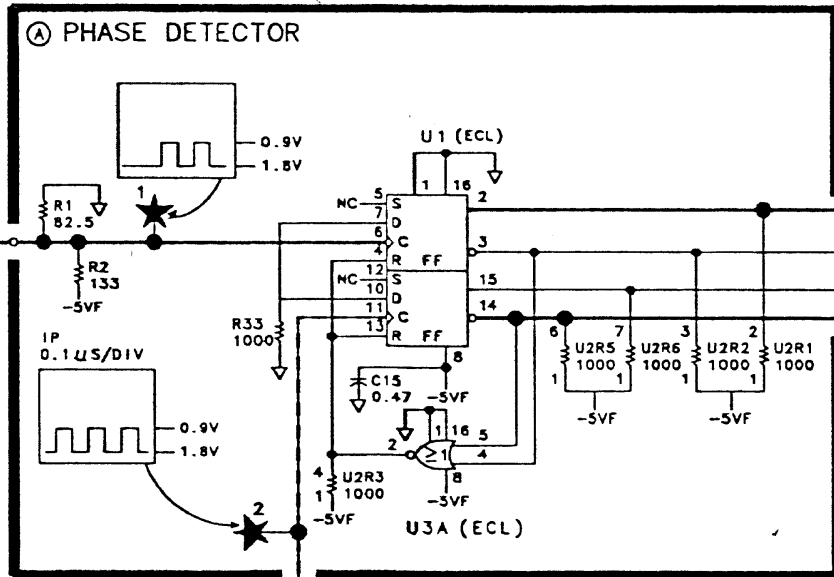 Ⓐ PHASE DETECTOR
0.9V
1.8V
1
R1
82.5
R2
133
-5VF
1P
0.1uS/DIV
0.9V
1.8V
2
U1 (ECL)
1 16
NC
5 S
7 D
6 C
4 R FF
2
3
NC
12 S
10 D
11 C
13 R FF
15
14
8
R33
1000
C15
0.47
-5VF
1 16
2
≥1
5
4
8
-5VF
U3A (ECL)
4
1
U2R3
1000
-5VF
6
U2R5
1000
1
7
U2R6
1000
1
-5VF
3
U2R2
1000
1
2
U2R1
1000
1
-5VF